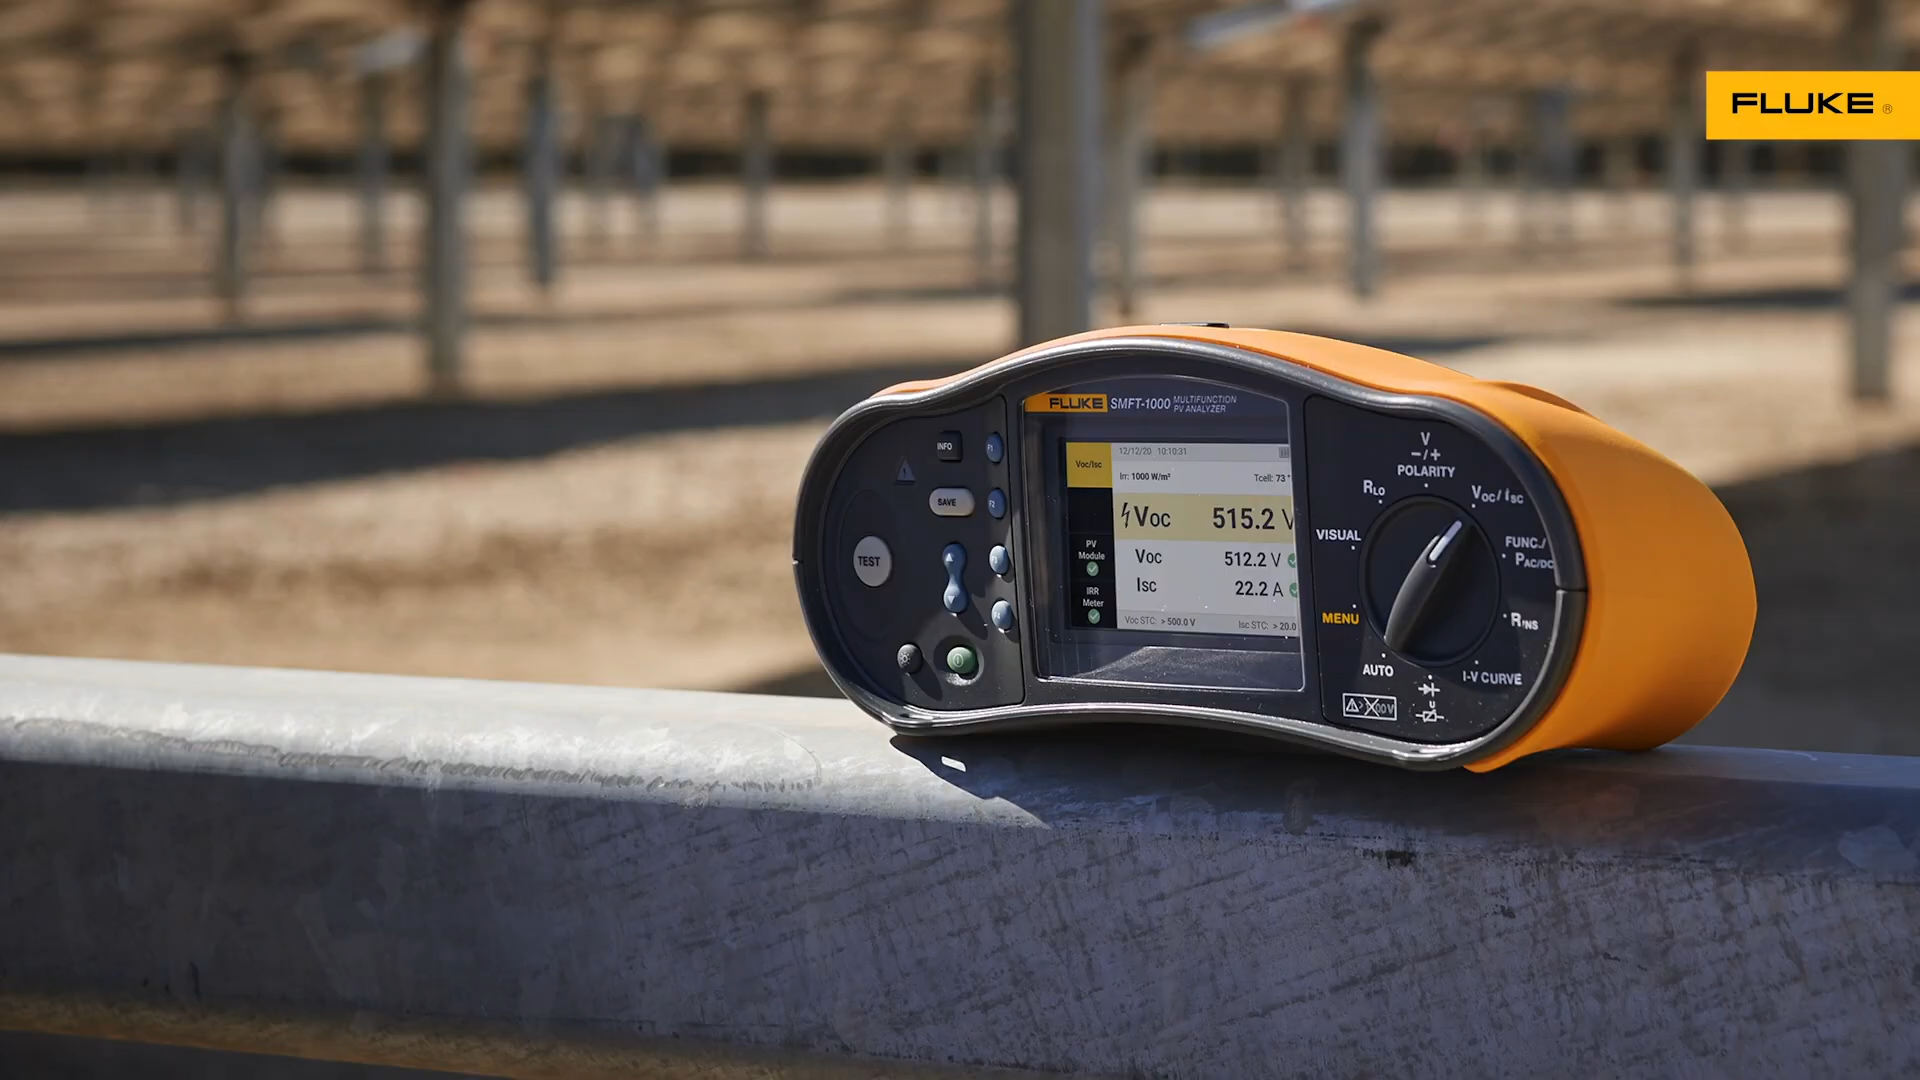 FLUKE ®
FLUKE SMFT-1000 MULTIFUNCTION PV ANALYZER
INFO
F1
SAVE
F2
TEST
Voc/Isc
12/12/20 10:10:31
Irr: 1000 W/m² Tcell: 73 °
Voc 515.2 V
Voc 512.2 V
Isc 22.2 A
PV Module
IRR Meter
Voc STC: > 500.0 V Isc STC: > 20.0
V
−/+
POLARITY
RLO
VOC/ISC
VISUAL
FUNC./
PAC/DC
MENU
RINS
AUTO
I-V CURVE